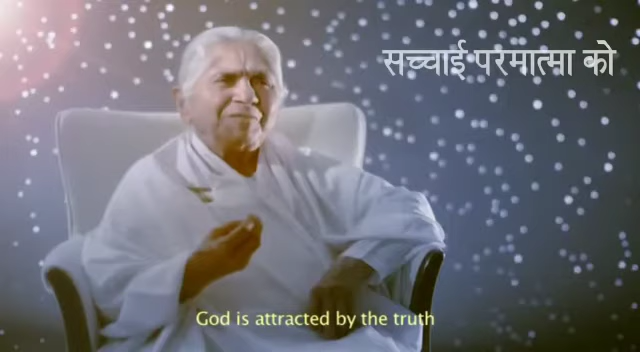 सच्चाई परमात्मा को
God is attracted by the truth